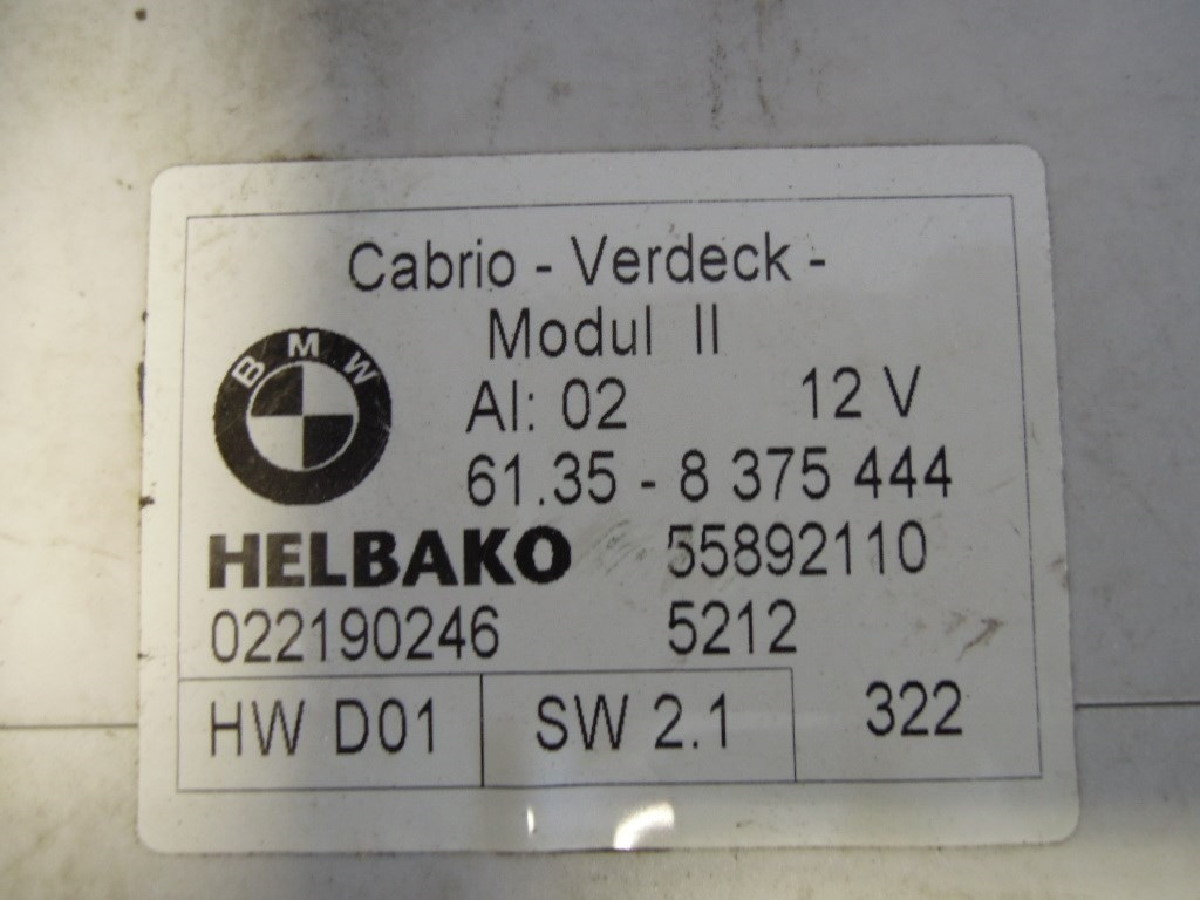 Cabrio - Verdeck -
Modul II
BMW
AI: 02 12 V
61.35 - 8 375 444
HELBAKO 55892110
022190246 5212
HW D01 SW 2.1 322